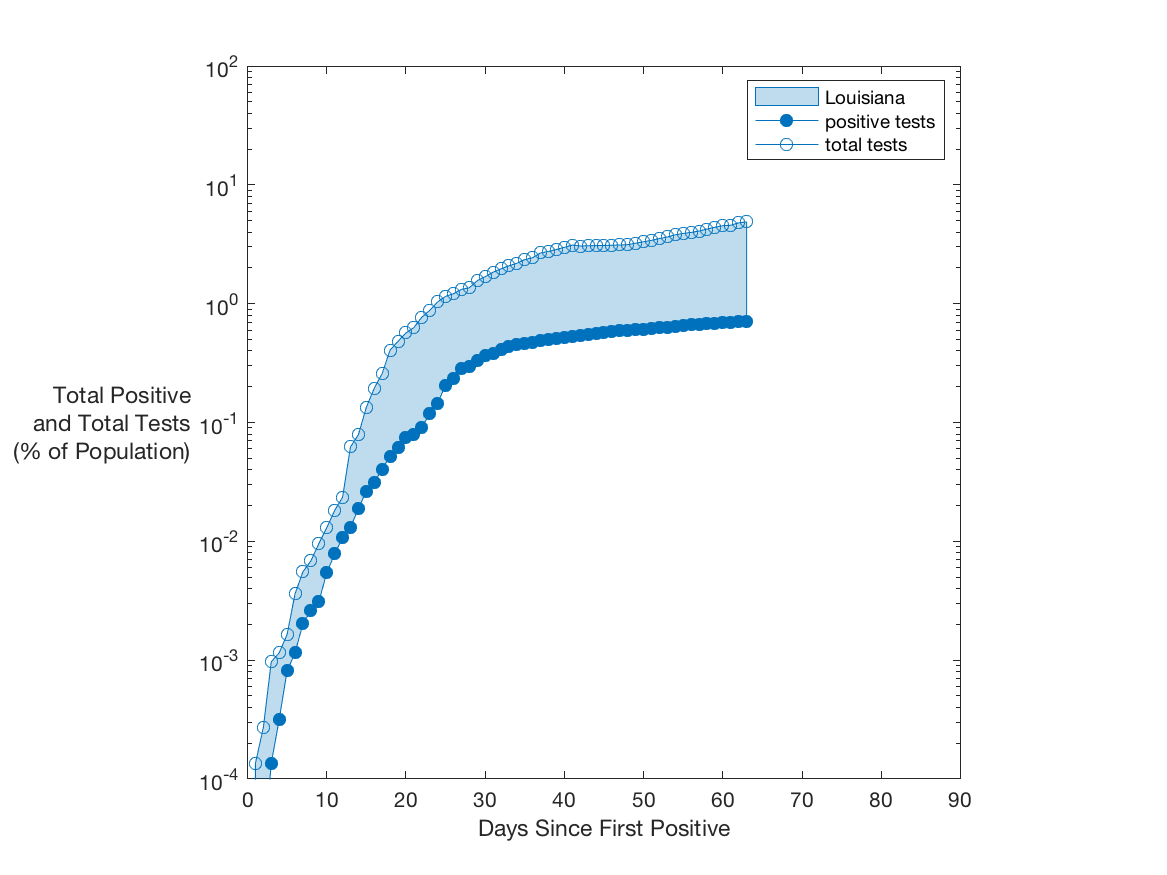 10^2
10^1
10^0
10^-1
10^-2
10^-3
10^-4
Total Positive
and Total Tests
(% of Population)
Louisiana
positive tests
total tests
0 10 20 30 40 50 60 70 80 90
Days Since First Positive